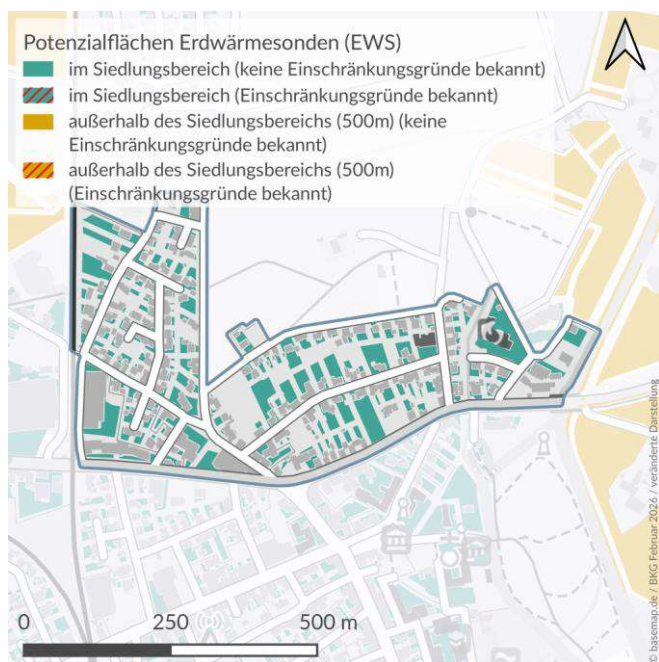 Potenzialflächen Erdwärmesonden (EWS)
im Siedlungsbereich (keine Einschränkungsgründe bekannt)
im Siedlungsbereich (Einschränkungsgründe bekannt)
außerhalb des Siedlungsbereichs (500m) (keine
Einschränkungsgründe bekannt)
außerhalb des Siedlungsbereichs (500m)
(Einschränkungsgründe bekannt)
0 250 500 m
© basemap.de / BKG Februar 2026 / veränderte Darstellung